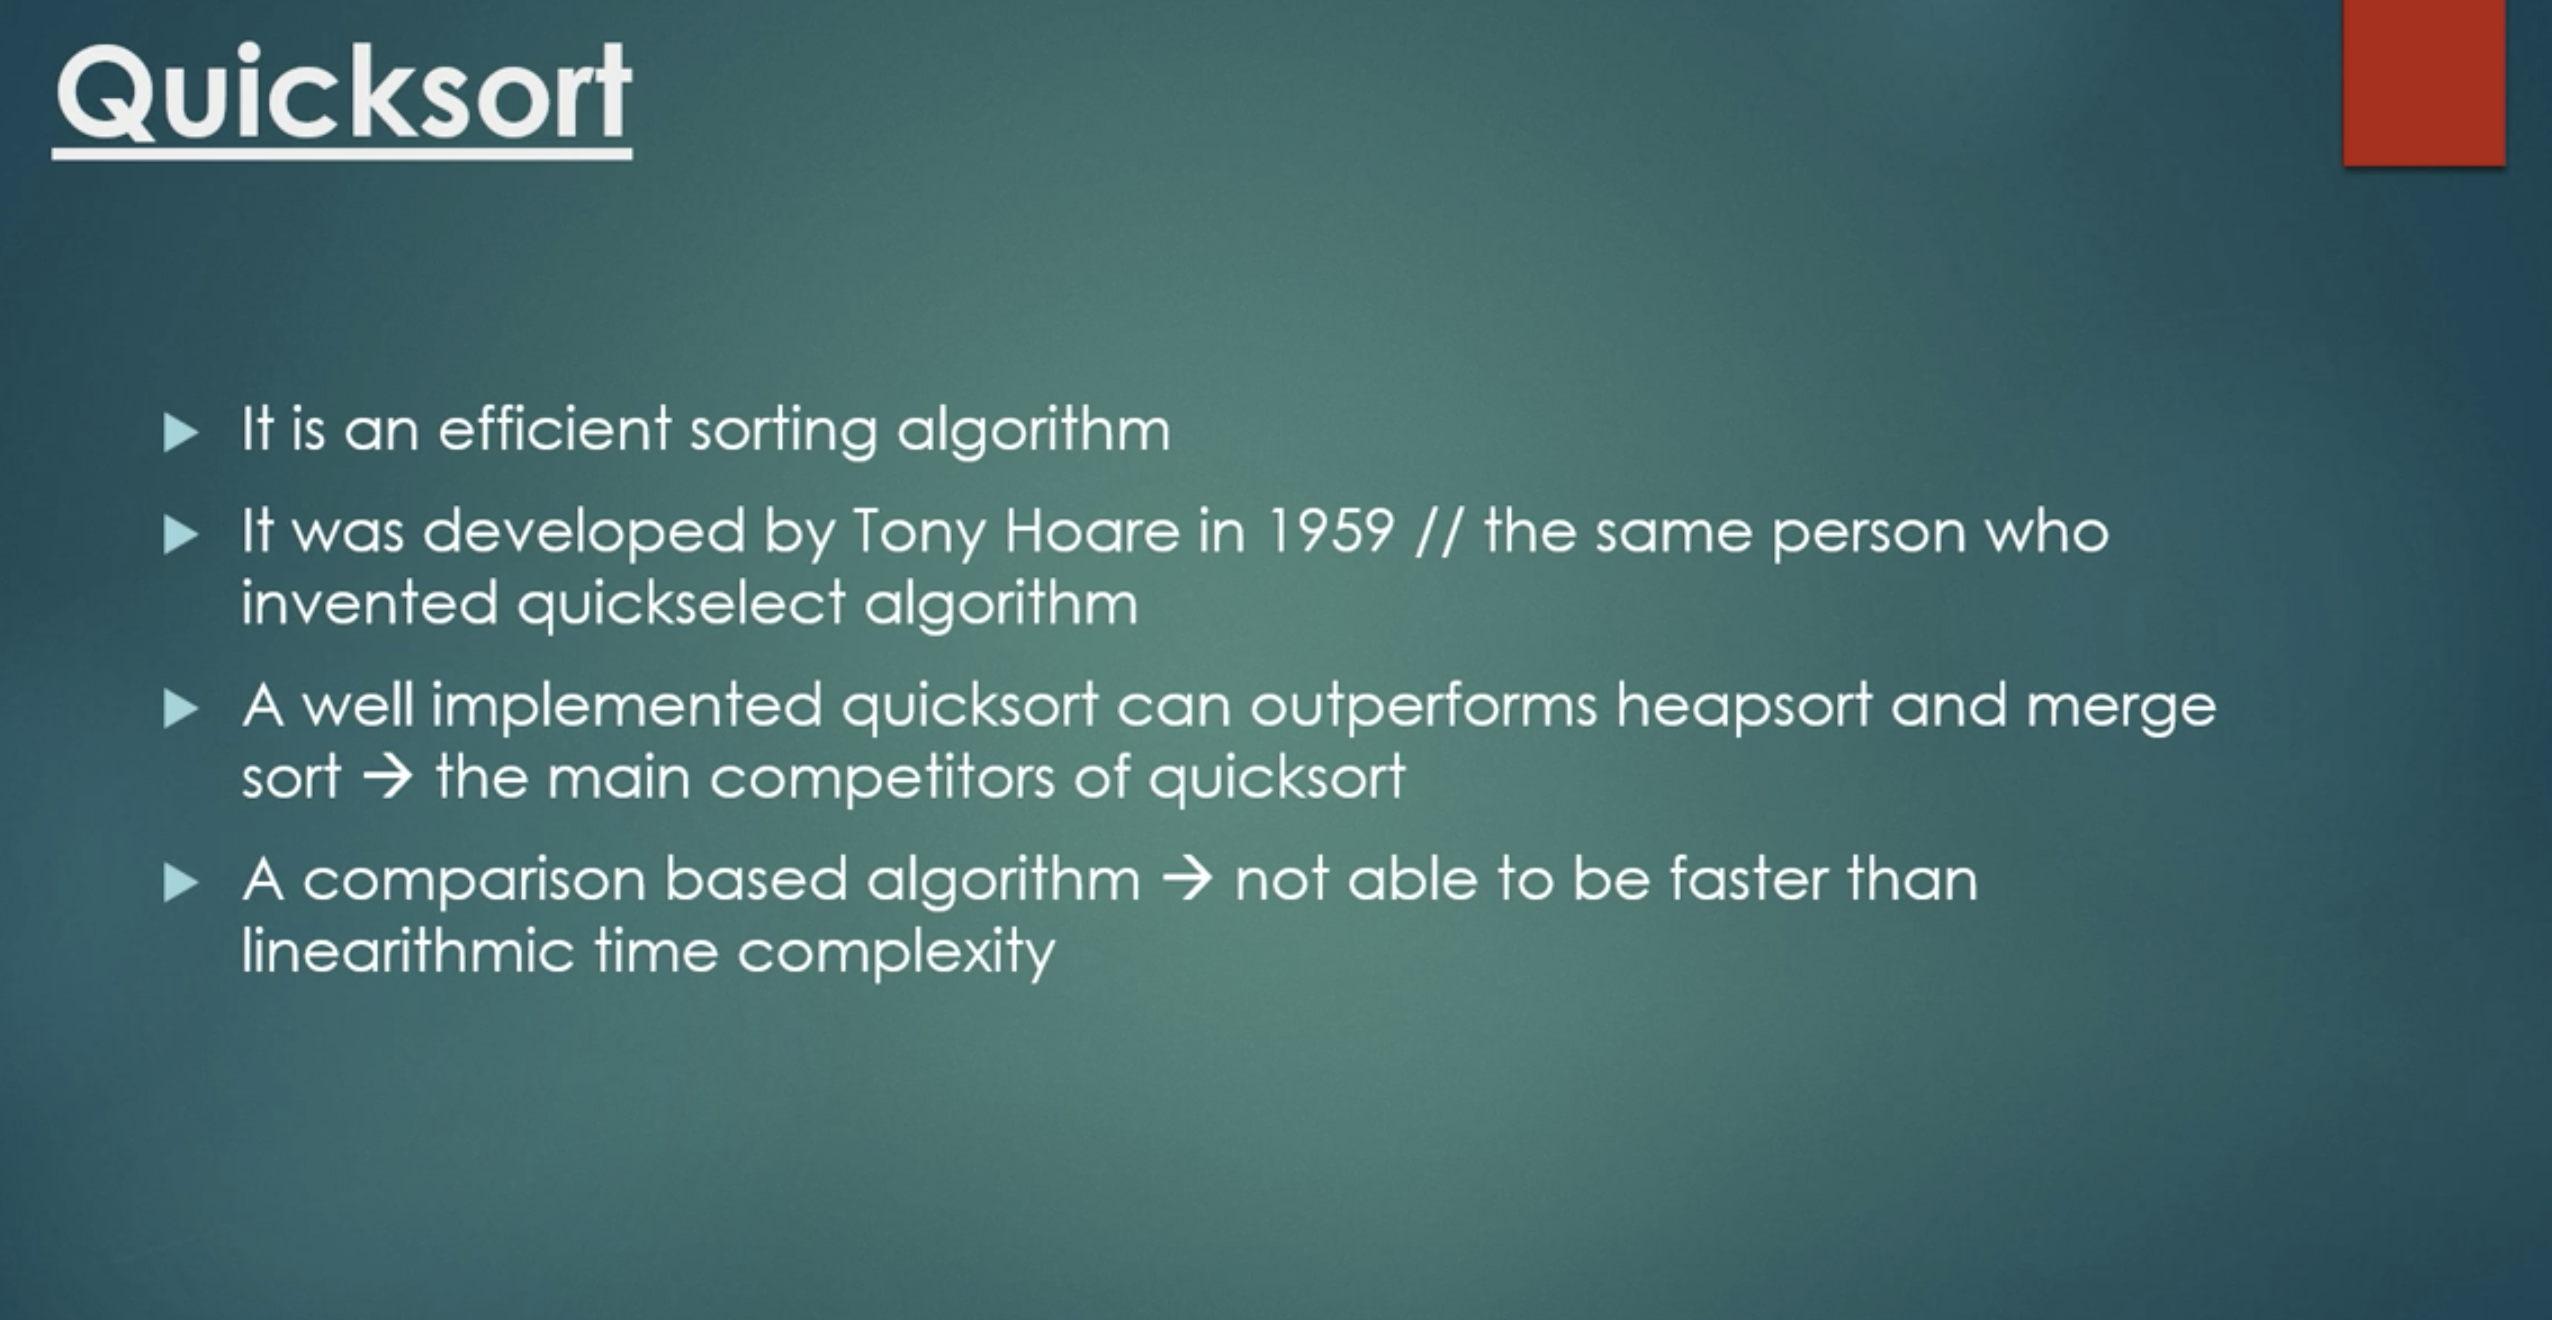 Quicksort
It is an efficient sorting algorithm
It was developed by Tony Hoare in 1959 // the same person who
invented quickselect algorithm
A well implemented quicksort can outperforms heapsort and merge
sort → the main competitors of quicksort
A comparison based algorithm → not able to be faster than
linearithmic time complexity